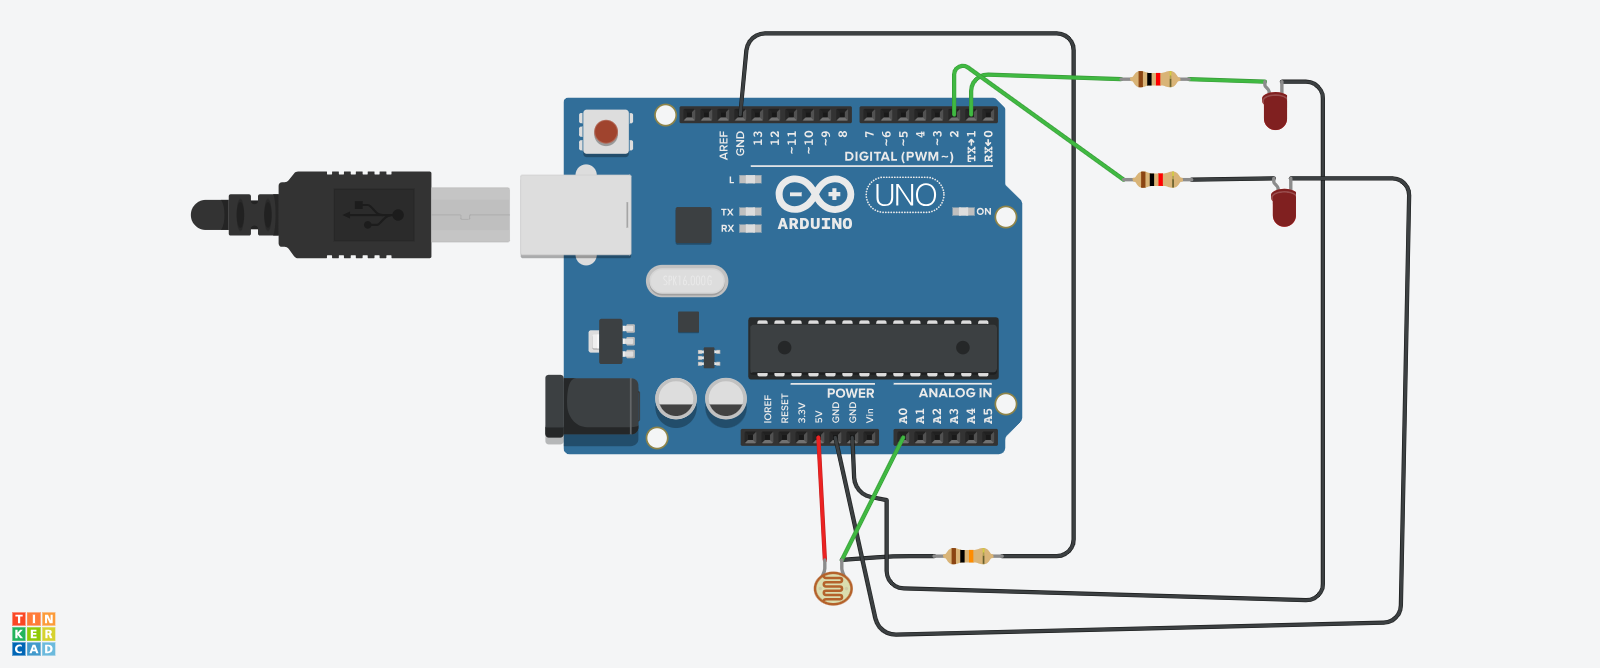 AREF
GND
13
12
~11
~10
~9
8
7
~6
~5
4
~3
2
TX→1
RX←0
DIGITAL (PWM~)
L
TX
RX
ARDUINO
UNO
ON
SPK16.000G
POWER
ANALOG IN
IOREF
RESET
3.3V
5V
GND
GND
Vin
A0
A1
A2
A3
A4
A5
TIN
KER
CAD